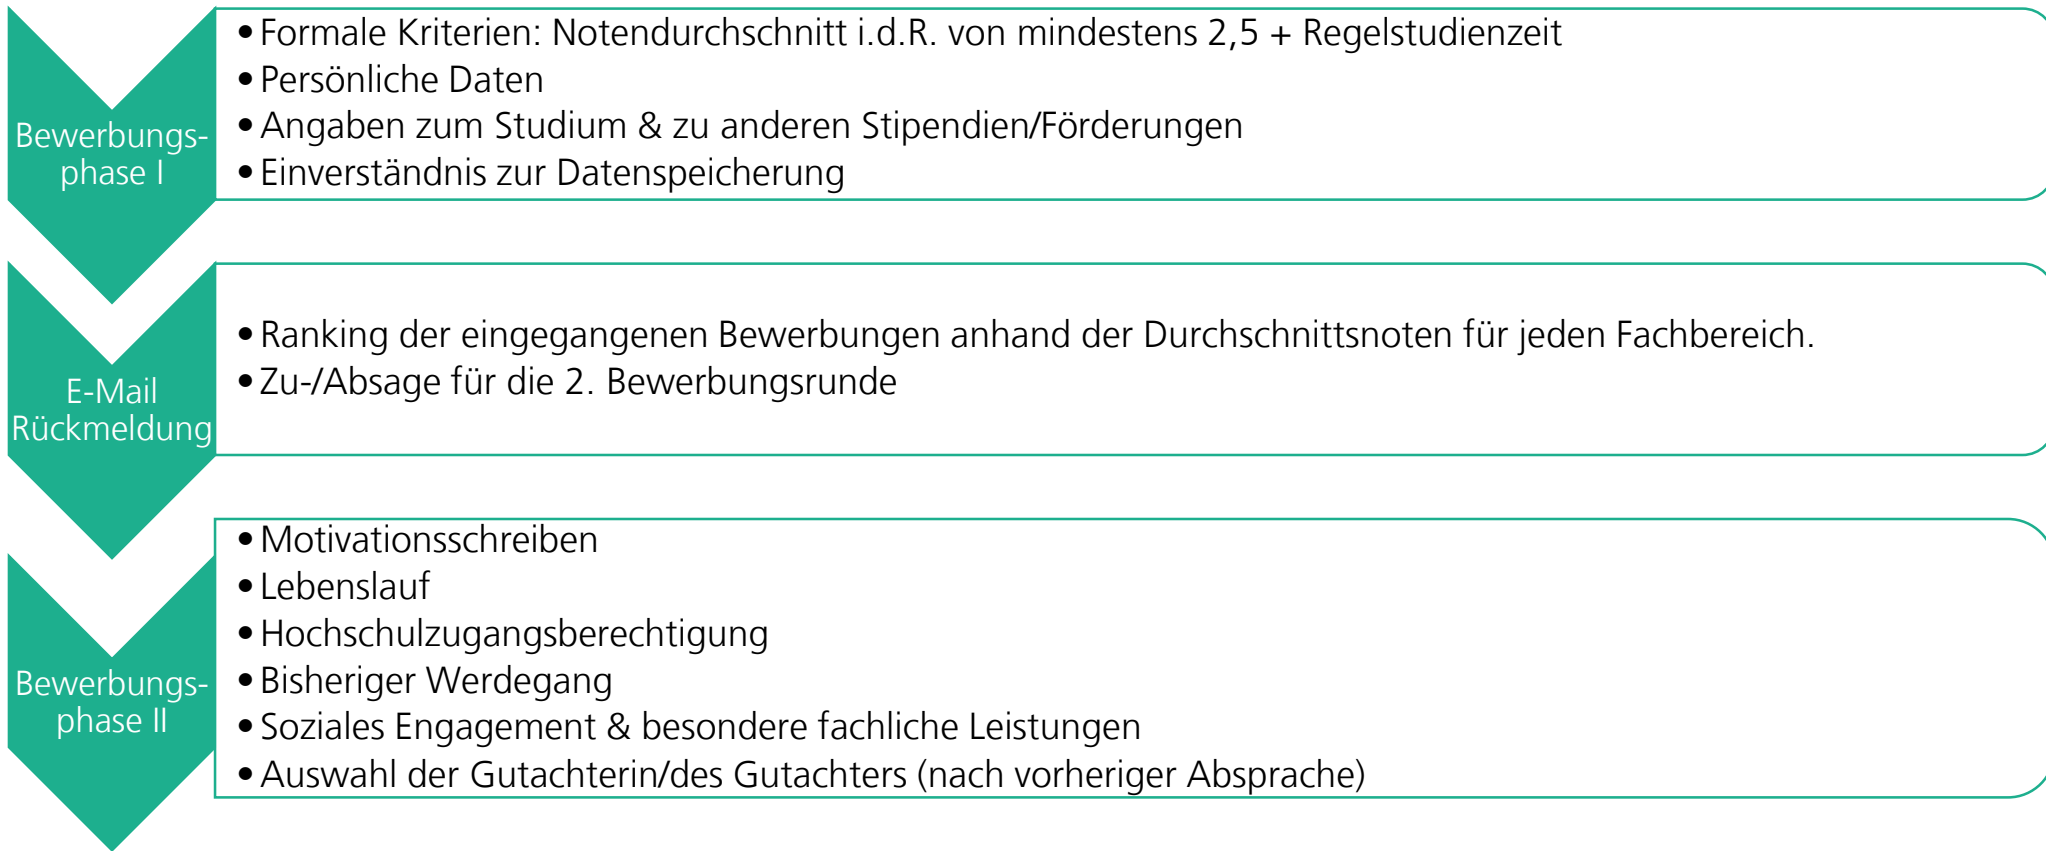 Bewerbungs-
phase I
•Formale Kriterien: Notendurchschnitt i.d.R. von mindestens 2,5 + Regelstudienzeit
•Persönliche Daten
•Angaben zum Studium & zu anderen Stipendien/Förderungen
•Einverständnis zur Datenspeicherung
E-Mail
Rückmeldung
•Ranking der eingegangenen Bewerbungen anhand der Durchschnittsnoten für jeden Fachbereich.
•Zu-/Absage für die 2. Bewerbungsrunde
Bewerbungs-
phase II
•Motivationsschreiben
•Lebenslauf
•Hochschulzugangsberechtigung
•Bisheriger Werdegang
•Soziales Engagement & besondere fachliche Leistungen
•Auswahl der Gutachterin/des Gutachters (nach vorheriger Absprache)